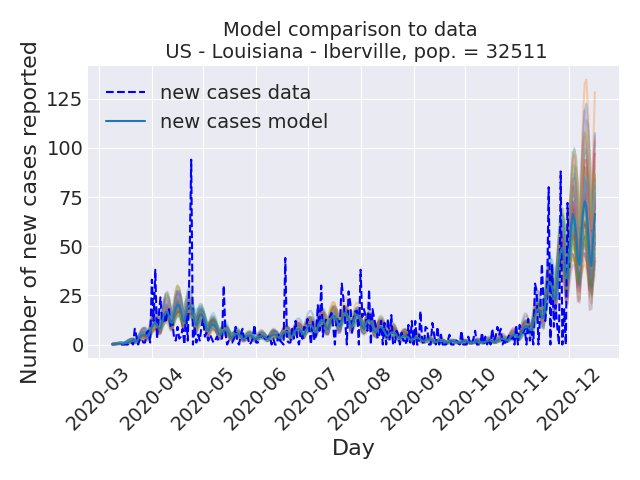 Model comparison to data
US - Louisiana - Iberville, pop. = 32511
Number of new cases reported
125
100
75
50
25
0
new cases data
new cases model
2020-03
2020-04
2020-05
2020-06
2020-07
2020-08
2020-09
2020-10
2020-11
2020-12
Day